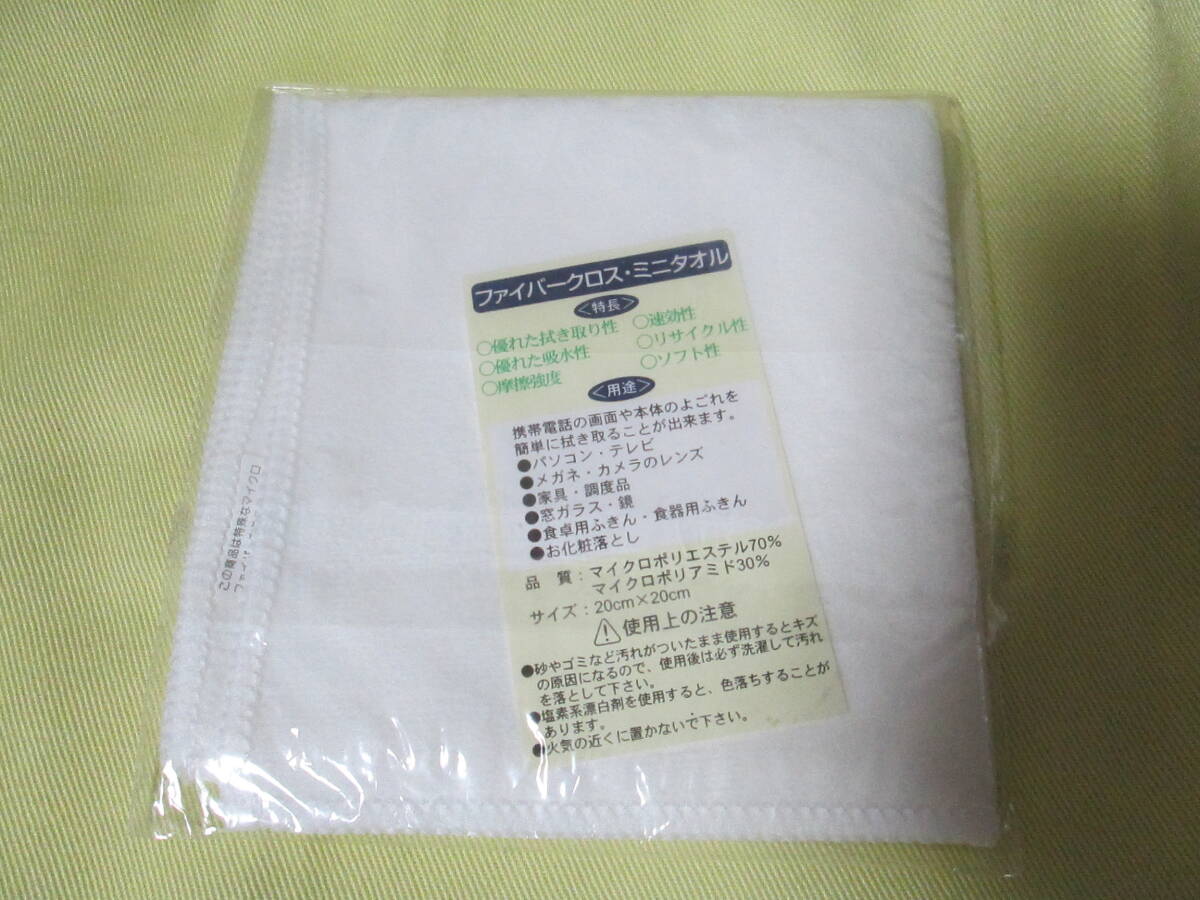 ファイバークロス・ミニタオル
<特長>
○優れた拭き取り性 ○速効性
○優れた吸水性 ○リサイクル性
○摩擦強度 ○ソフト性
<用途>
携帯電話の画面や本体のよごれを
簡単に拭き取ることが出来ます。
●パソコン・テレビ
●メガネ・カメラのレンズ
●家具・調度品
●窓ガラス・鏡
●食卓用ふきん・食器用ふきん
●お化粧落とし
品 質：マイクロポリエステル70%
マイクロポリアミド30%
サイズ：20cm×20cm
使用上の注意
●砂やゴミなど汚れがついたまま使用するとキズ
の原因になるので、使用後は必ず洗濯して汚れ
を落として下さい。
●塩素系漂白剤を使用すると、色落ちすることが
あります。
●火気の近くに置かないで下さい。
この商品は特殊なマイクロ